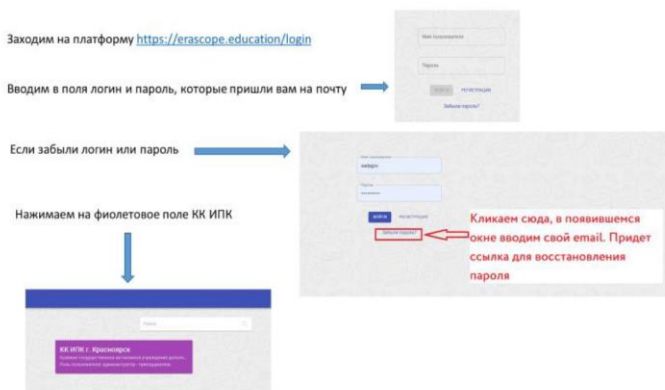 Заходим на платформу https://erascope.education/login
Имя пользователя
Пароль
Вводим в поля логин и пароль, которые пришли вам на почту
ВОЙТИ РЕГИСТРАЦИЯ
Забыли пароль?
Если забыли логин или пароль
Имя пользователя
Пароль
ВОЙТИ РЕГИСТРАЦИЯ
Забыли пароль?
Кликаем сюда, в появившемся
окне вводим свой email. Придет
ссылка для восстановления
пароля
Нажимаем на фиолетовое поле КК ИПК
Поиск
КК ИПК г. Красноярск